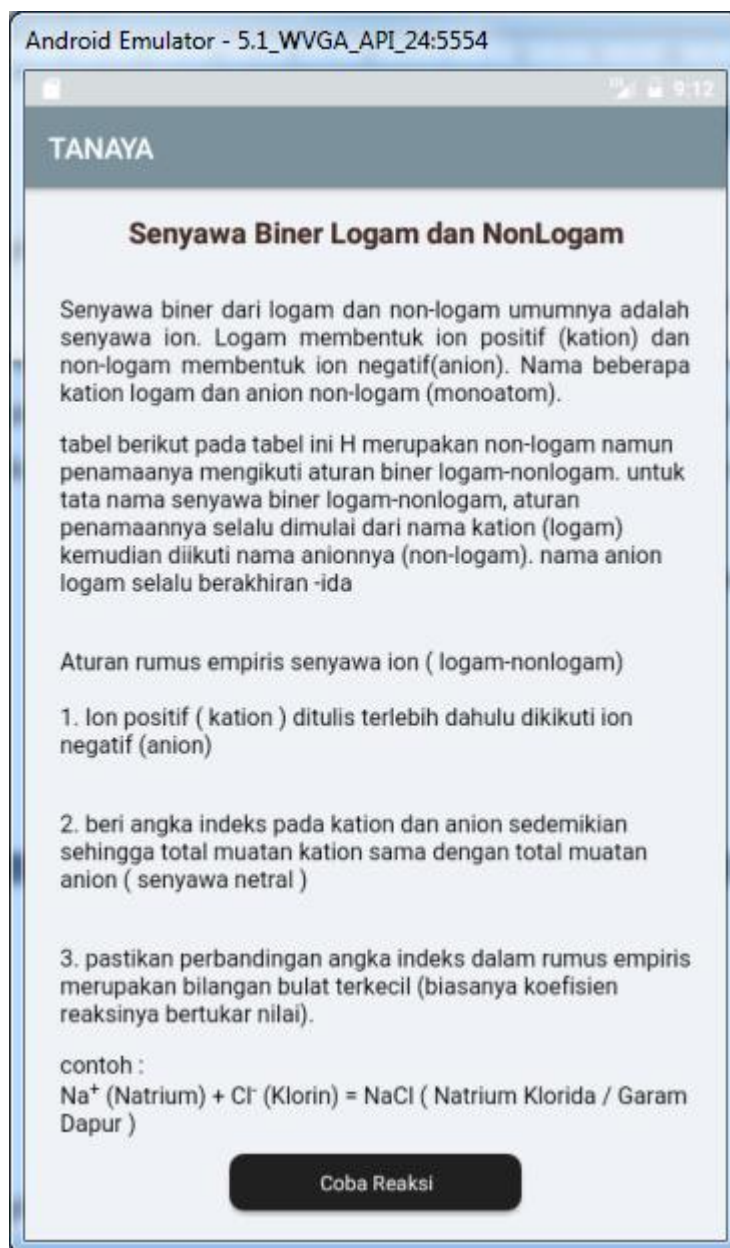 Android Emulator - 5.1_WVGA_API_24:5554
9:12
TANAYA
Senyawa Biner Logam dan NonLogam
Senyawa biner dari logam dan non-logam umumnya adalah
senyawa ion. Logam membentuk ion positif (kation) dan
non-logam membentuk ion negatif(anion). Nama beberapa
kation logam dan anion non-logam (monoatom).
tabel berikut pada tabel ini H merupakan non-logam namun
penamaanya mengikuti aturan biner logam-nonlogam. untuk
tata nama senyawa biner logam-nonlogam, aturan
penamaannya selalu dimulai dari nama kation (logam)
kemudian diikuti nama anionnya (non-logam). nama anion
logam selalu berakhiran -ida
Aturan rumus empiris senyawa ion ( logam-nonlogam)
1. Ion positif ( kation ) ditulis terlebih dahulu dikikuti ion
negatif (anion)
2. beri angka indeks pada kation dan anion sedemikian
sehingga total muatan kation sama dengan total muatan
anion ( senyawa netral )
3. pastikan perbandingan angka indeks dalam rumus empiris
merupakan bilangan bulat terkecil (biasanya koefisien
reaksinya bertukar nilai).
contoh :
Na⁺ (Natrium) + Cl⁻ (Klorin) = NaCl ( Natrium Klorida / Garam
Dapur )
Coba Reaksi